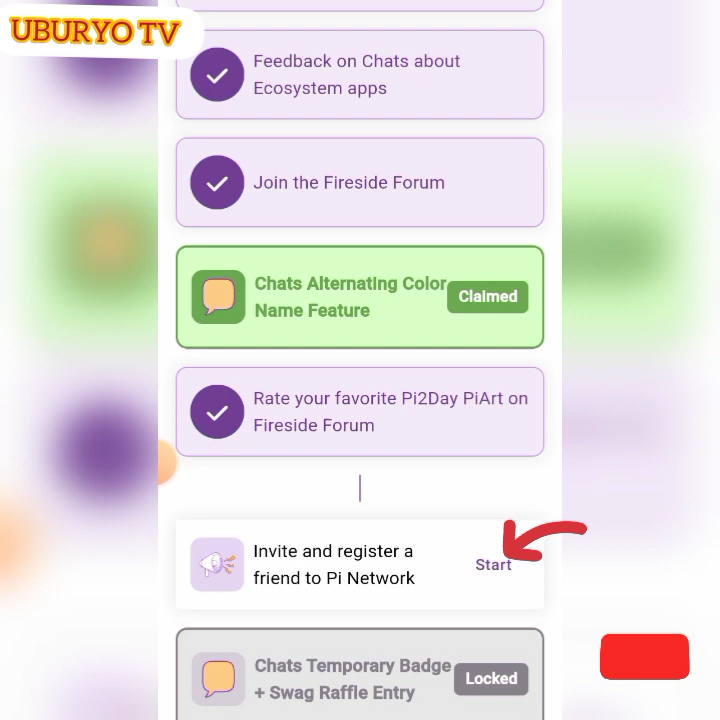 UBURYO TV
Feedback on Chats about
Ecosystem apps
Join the Fireside Forum
Chats Alternating Color
Name Feature
Claimed
Rate your favorite Pi2Day PiArt on
Fireside Forum
Invite and register a
friend to Pi Network
Start
Chats Temporary Badge
+ Swag Raffle Entry
Locked